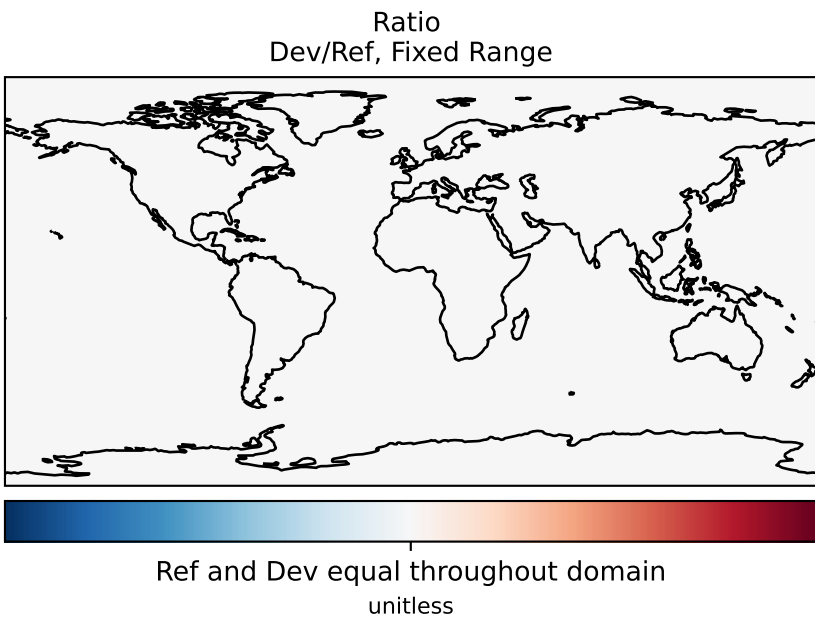 Ratio
Dev/Ref, Fixed Range
Ref and Dev equal throughout domain
unitless